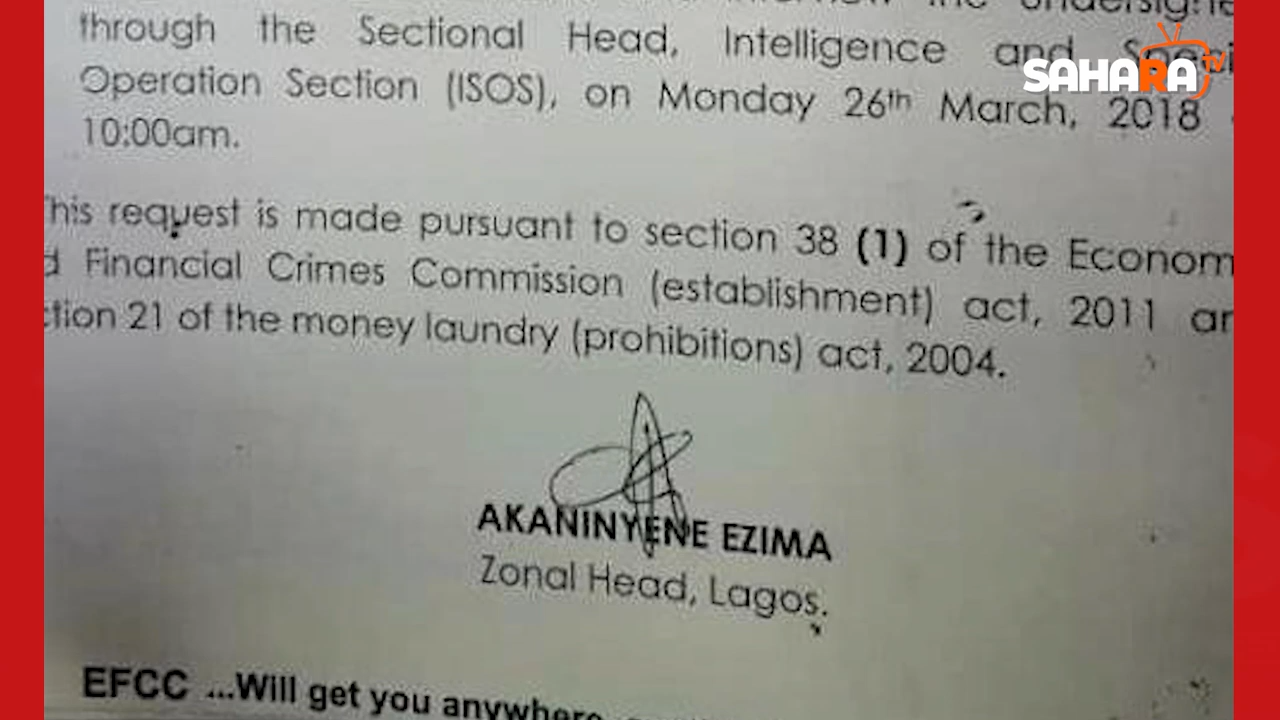 through the Sectional Head, Intelligence and
Operation Section (ISOS), on Monday 26th March, 2018
10:00am.
This request is made pursuant to section 38 (1) of the Econom
d Financial Crimes Commission (establishment) act, 2011 an
ction 21 of the money laundry (prohibitions) act, 2004.
AKANINYENE EZIMA
Zonal Head, Lagos.
EFCC ...Will get you anywhere
SAHARA TV